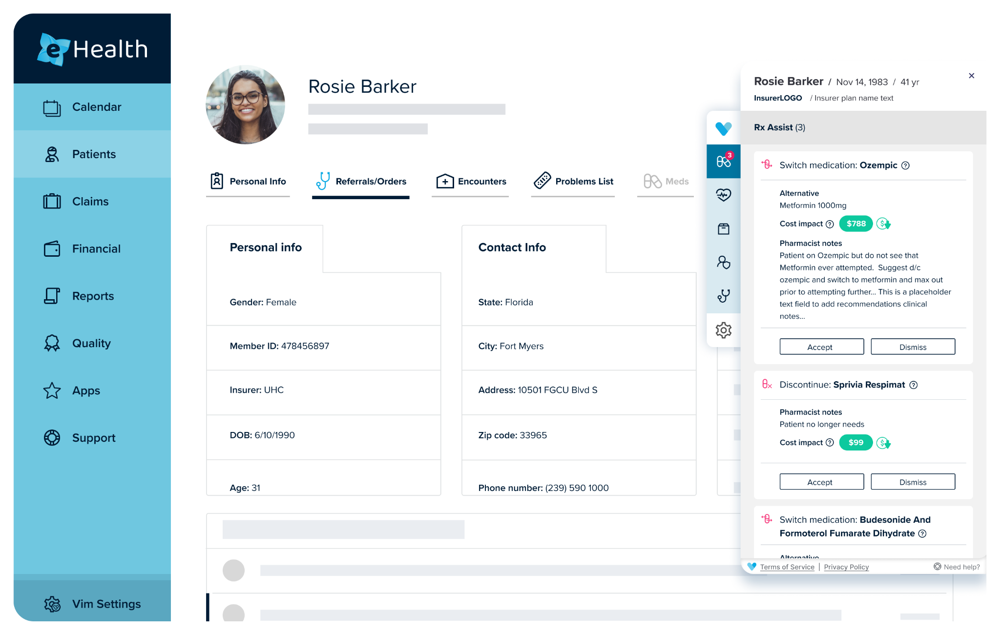 eHealth
Calendar
Patients
Claims
Financial
Reports
Quality
Apps
Support
Vim Settings
Rosie Barker
Personal Info
Referrals/Orders
Encounters
Problems List
Meds
Personal info
Gender: Female
Member ID: 478456897
Insurer: UHC
DOB: 6/10/1990
Age: 31
Contact Info
State: Florida
City: Fort Myers
Address: 10501 FGCU Blvd S
Zip code: 33965
Phone number: (239) 590 1000
3
Rosie Barker / Nov 14, 1983 / 41 yr
InsurerLOGO / Insurer plan name text
Rx Assist (3)
Switch medication: Ozempic
Alternative
Metformin 1000mg
Cost impact $788
Pharmacist notes
Patient on Ozempic but do not see that
Metformin ever attempted. Suggest d/c
ozempic and switch to metformin and max out
prior to attempting further... This is a placeholder
text field to add recommendations clinical
notes...
Accept Dismiss
Discontinue: Sprivia Respimat
Pharmacist notes
Patient no longer needs
Cost impact $99
Accept Dismiss
Switch medication: Budesonide And
Formoterol Fumarate Dihydrate
Alternative
Terms of Service | Privacy Policy
Need help?